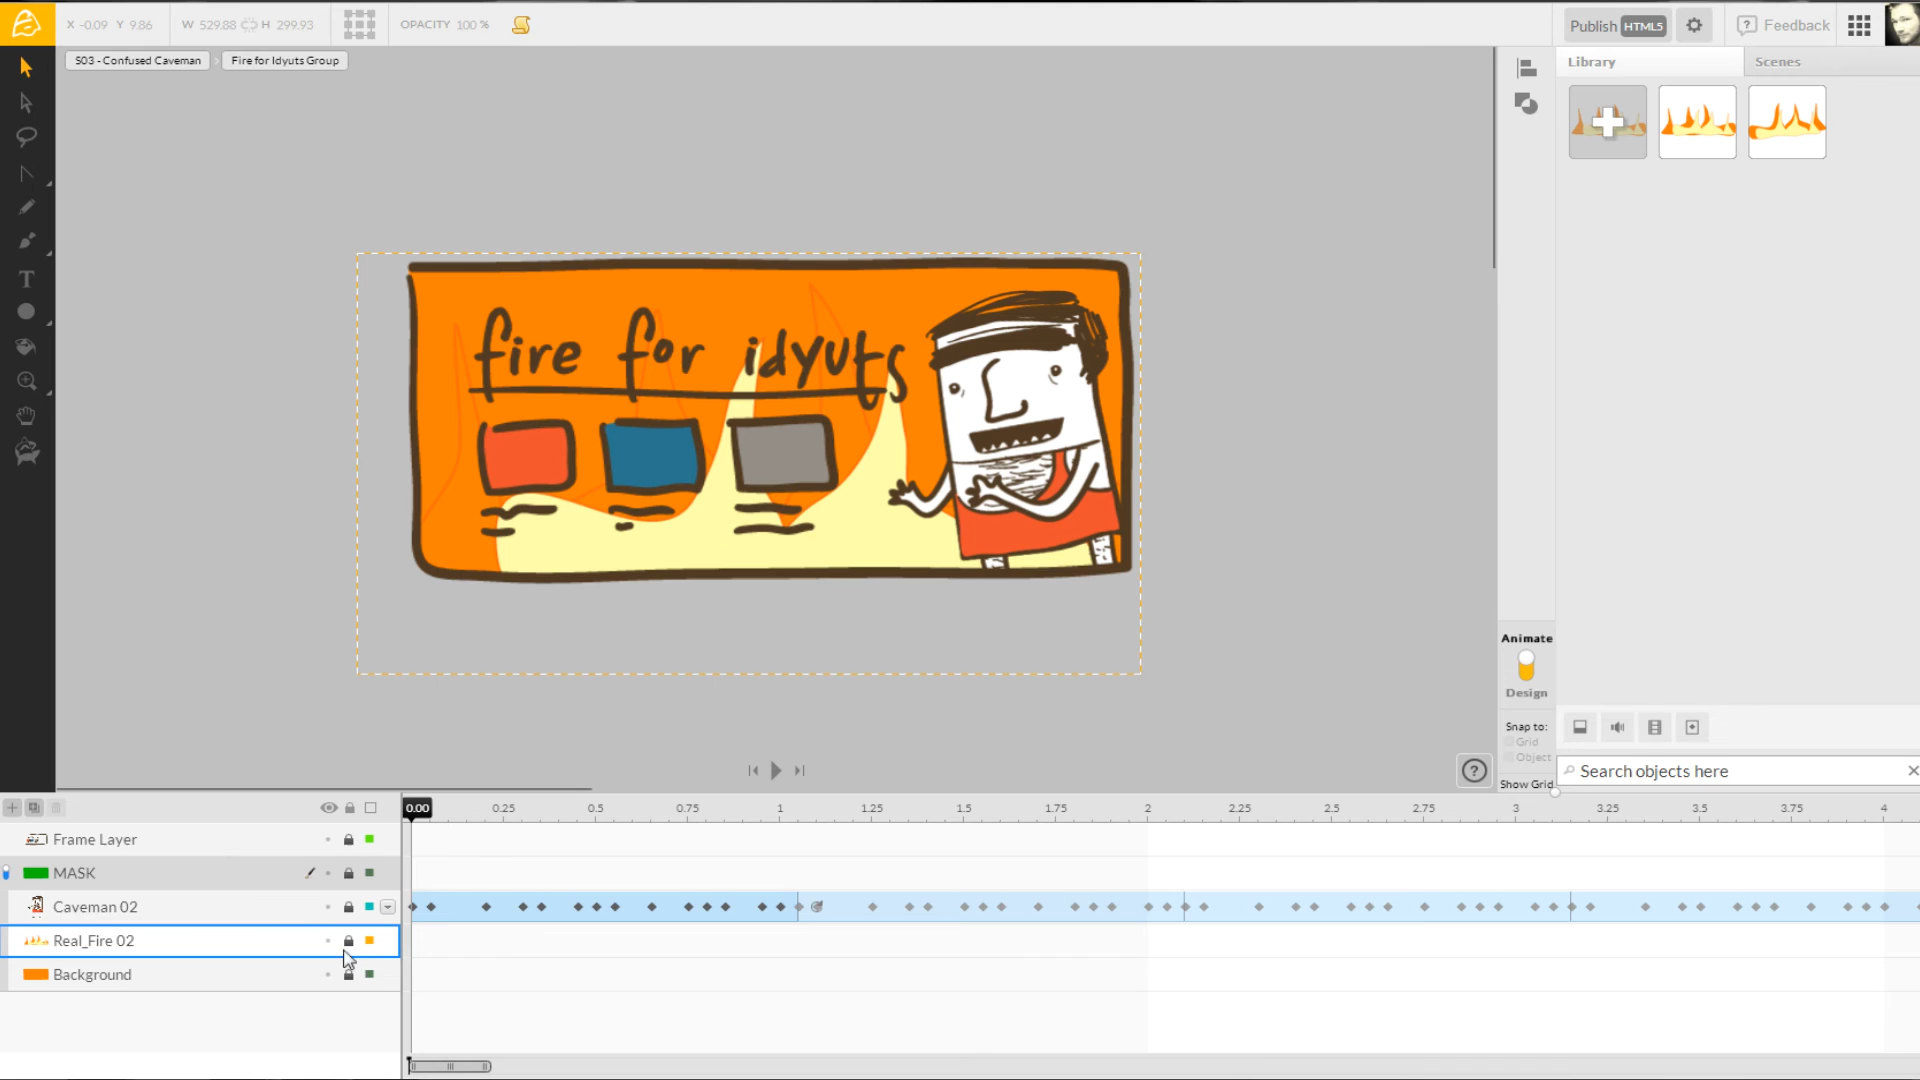 X -0.09 Y 9.86 W 529.88 H 299.93 OPACITY 100 % Publish HTML5 Feedback
S03 - Confused Caveman Fire for Idyuts Group
Library Scenes
fire for idyuts
Animate
Design
Snap to:
Grid
Object
Show Grid
? Search objects here
0.00 0.25 0.5 0.75 1 1.25 1.5 1.75 2 2.25 2.5 2.75 3 3.25 3.5 3.75 4
Frame Layer
MASK
Caveman 02
Real_Fire 02
Background